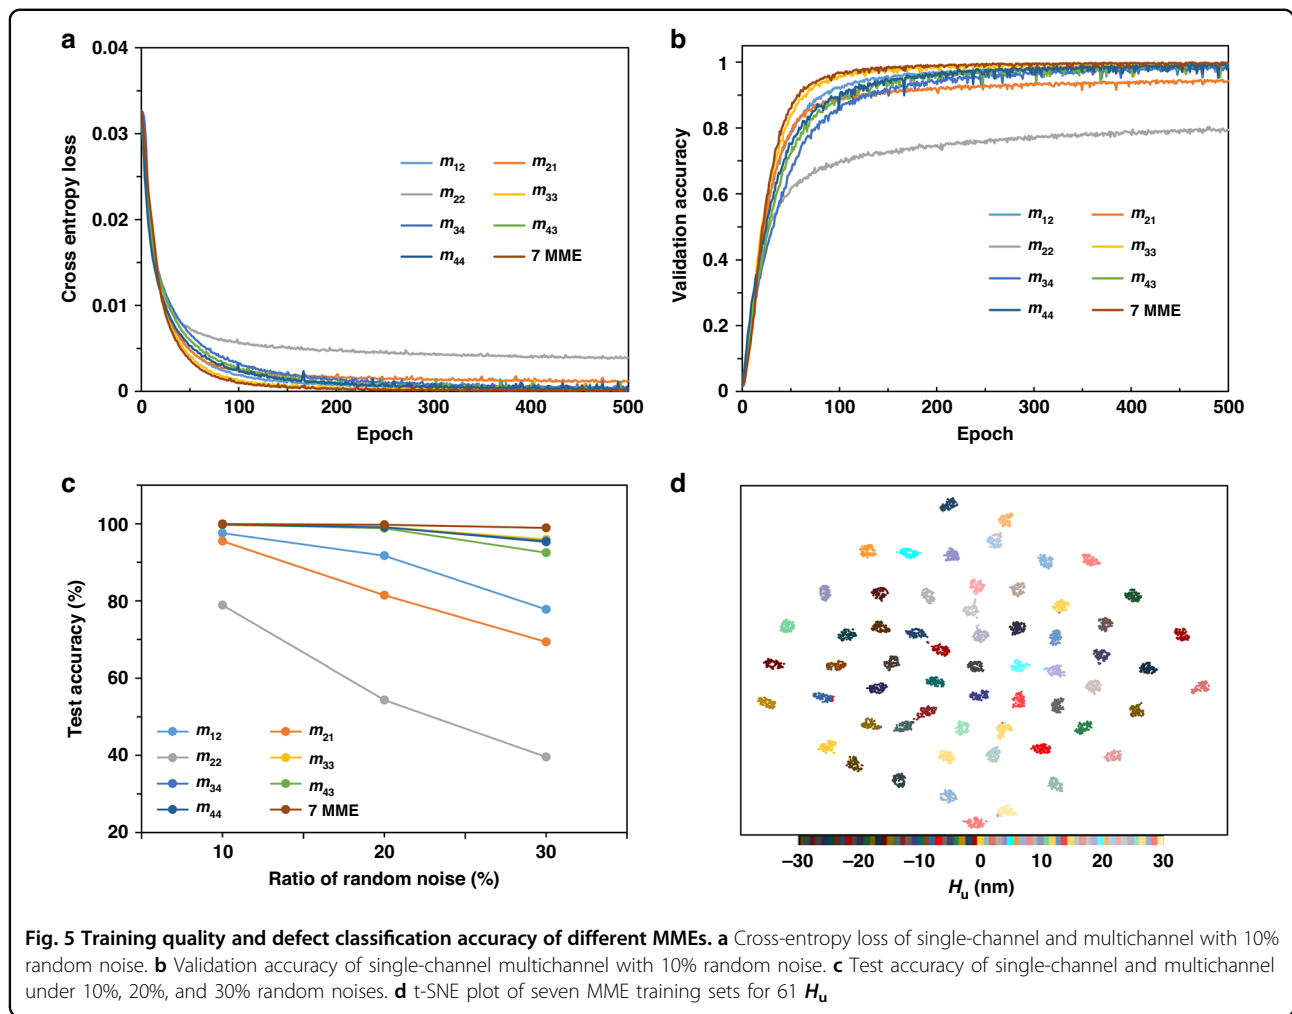 a
0.04
0.03
0.02
0.01
0
Cross entropy loss
m12 m21
m22 m33
m34 m43
m44 7 MME
0 100 200 300 400 500
Epoch
b
1
0.8
0.6
0.4
0.2
0
Validation accuracy
m12 m21
m22 m33
m34 m43
m44 7 MME
0 100 200 300 400 500
Epoch
c
100
80
60
40
20
Test accuracy (%)
m12 m21
m22 m33
m34 m43
m44 7 MME
10 20 30
Ratio of random noise (%)
d
−30 −20 −10 0 10 20 30
Hu (nm)
Fig. 5 Training quality and defect classification accuracy of different MMEs. a Cross-entropy loss of single-channel and multichannel with 10%
random noise. b Validation accuracy of single-channel multichannel with 10% random noise. c Test accuracy of single-channel and multichannel
under 10%, 20%, and 30% random noises. d t-SNE plot of seven MME training sets for 61 Hu